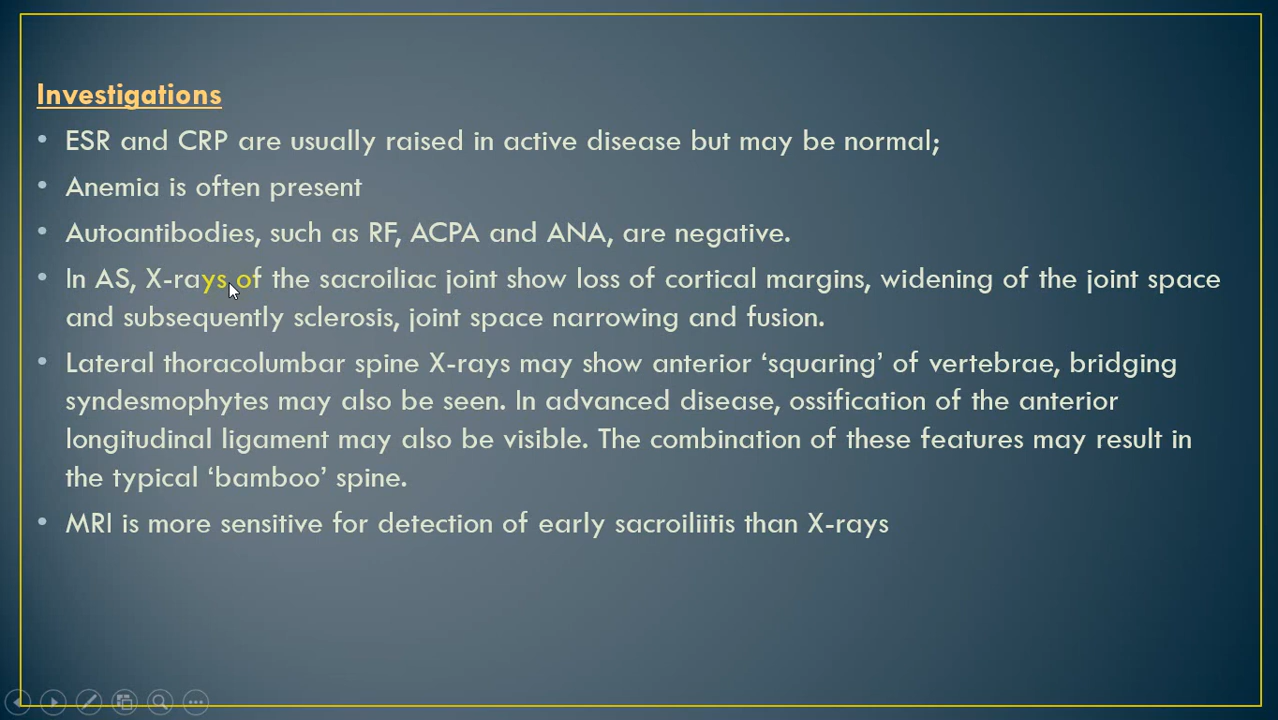 Investigations
• ESR and CRP are usually raised in active disease but may be normal;
• Anemia is often present
• Autoantibodies, such as RF, ACPA and ANA, are negative.
• In AS, X-rays of the sacroiliac joint show loss of cortical margins, widening of the joint space
and subsequently sclerosis, joint space narrowing and fusion.
• Lateral thoracolumbar spine X-rays may show anterior ‘squaring’ of vertebrae, bridging
syndesmophytes may also be seen. In advanced disease, ossification of the anterior
longitudinal ligament may also be visible. The combination of these features may result in
the typical ‘bamboo’ spine.
• MRI is more sensitive for detection of early sacroiliitis than X-rays